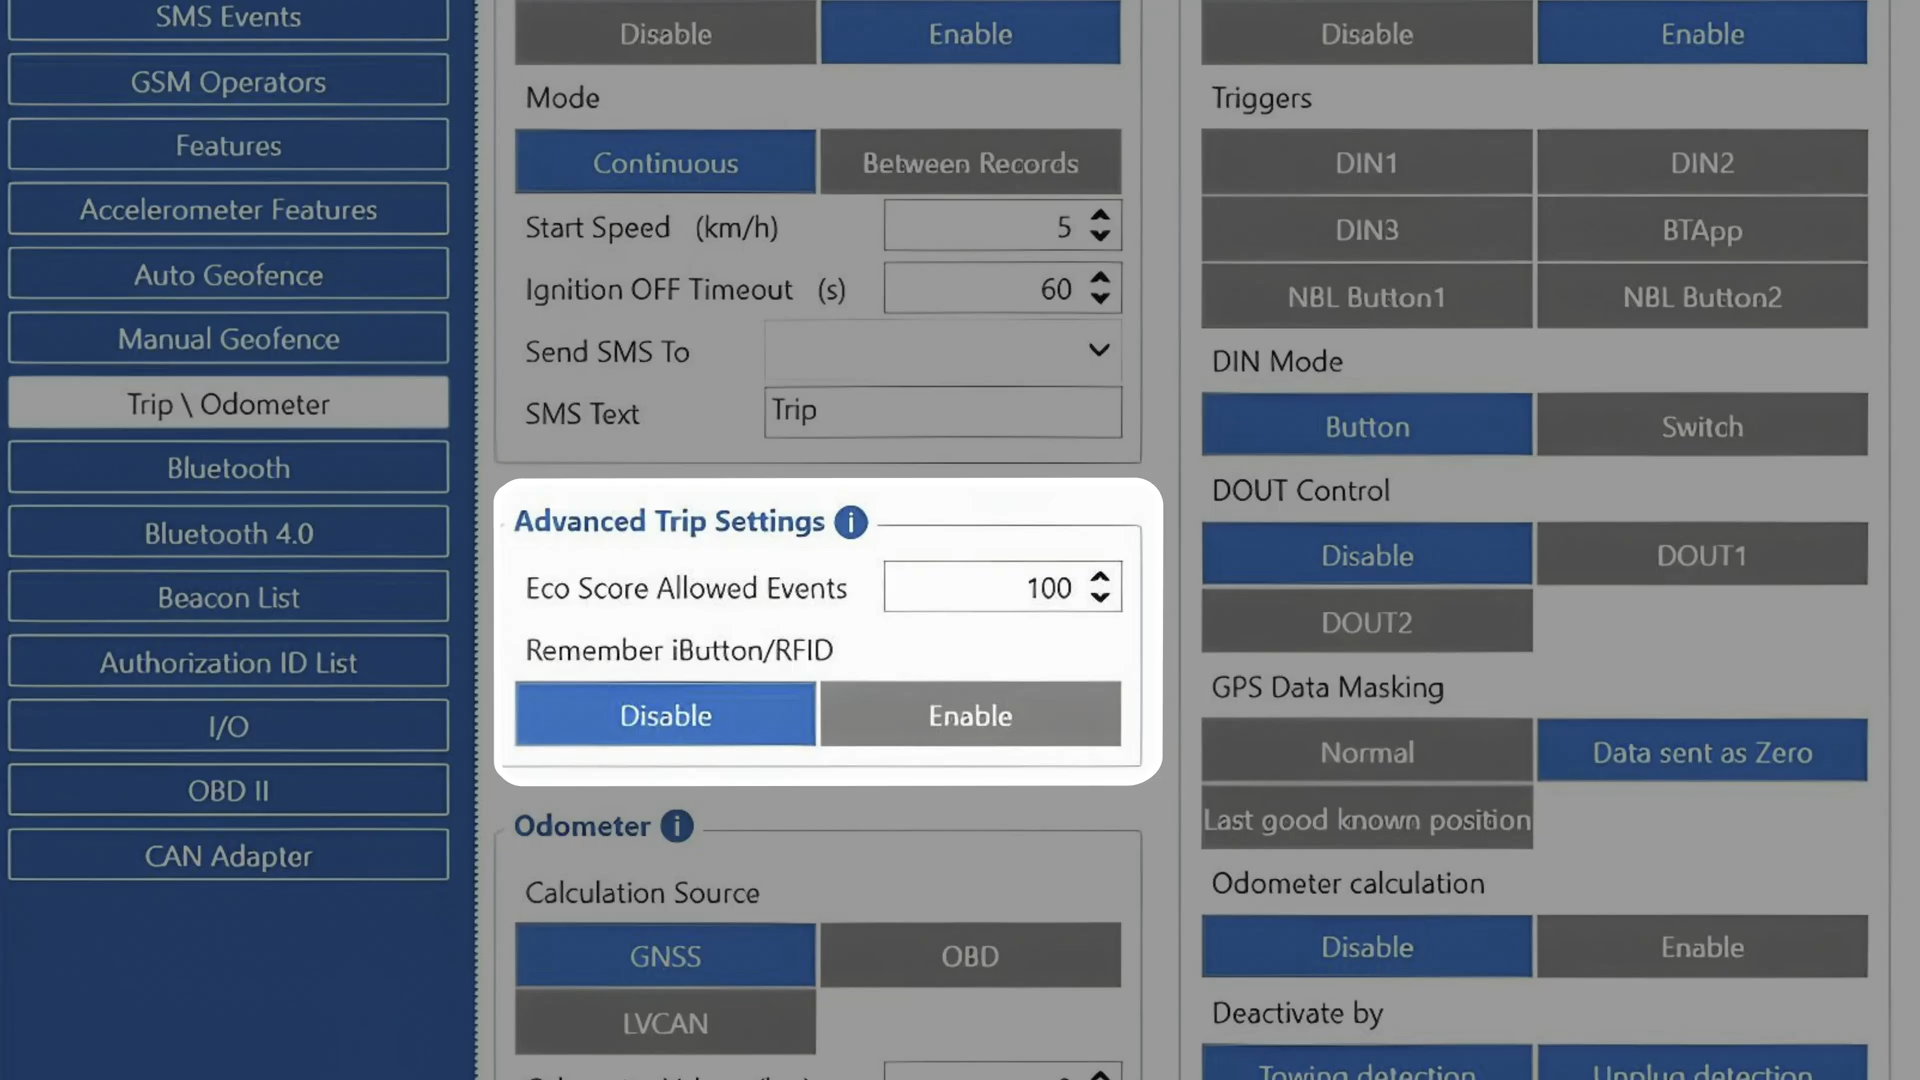 SMS Events
GSM Operators
Features
Accelerometer Features
Auto Geofence
Manual Geofence
Trip \ Odometer
Bluetooth
Bluetooth 4.0
Beacon List
Authorization ID List
I/O
OBD II
CAN Adapter
Disable Enable
Mode
Continuous Between Records
Start Speed (km/h) 5
Ignition OFF Timeout (s) 60
Send SMS To
SMS Text Trip
Advanced Trip Settings i
Eco Score Allowed Events 100
Remember iButton/RFID
Disable Enable
Odometer i
Calculation Source
GNSS OBD
LVCAN
Disable Enable
Triggers
DIN1 DIN2
DIN3 BTApp
NBL Button1 NBL Button2
DIN Mode
Button Switch
DOUT Control
Disable DOUT1
DOUT2
GPS Data Masking
Normal Data sent as Zero
Last good known position
Odometer calculation
Disable Enable
Deactivate by
Towing detection Unplug detection